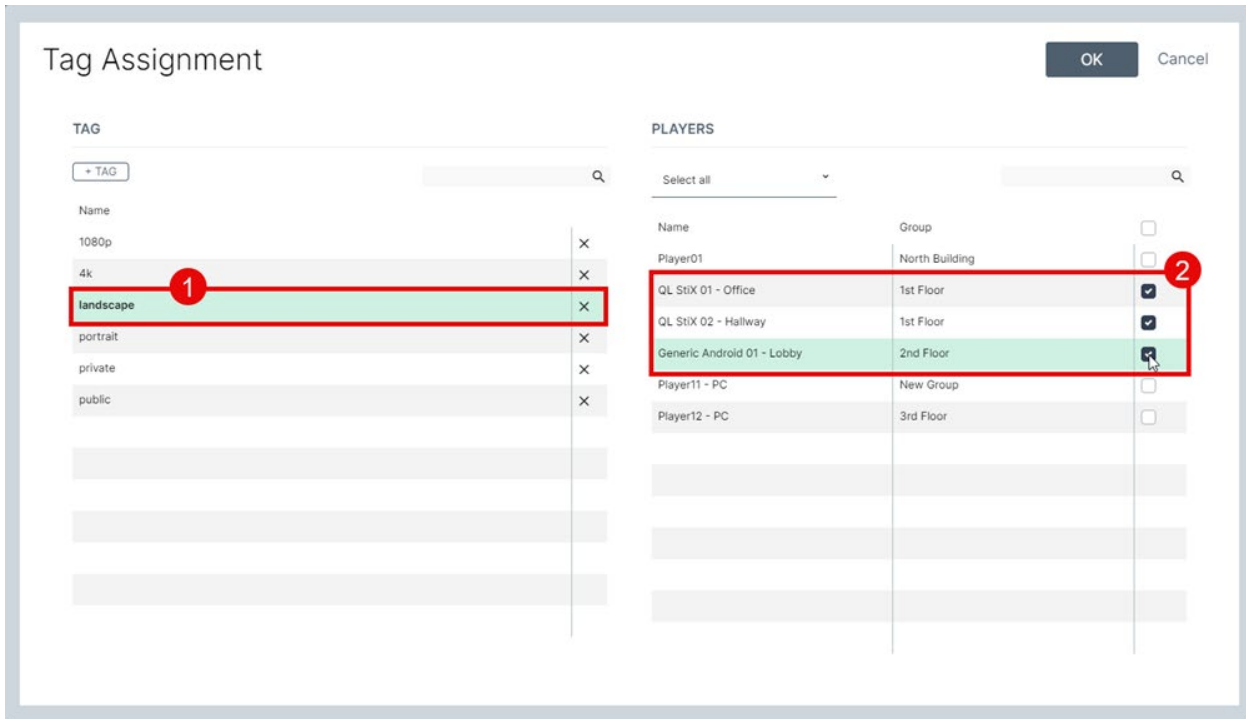 Tag Assignment
OK
Cancel
TAG
+ TAG
Name
1080p
4k
1
landscape
portrait
private
public
PLAYERS
Select all
Name Group
Player01 North Building
2
QL StiX 01 - Office 1st Floor
QL StiX 02 - Hallway 1st Floor
Generic Android 01 - Lobby 2nd Floor
Player11 - PC New Group
Player12 - PC 3rd Floor